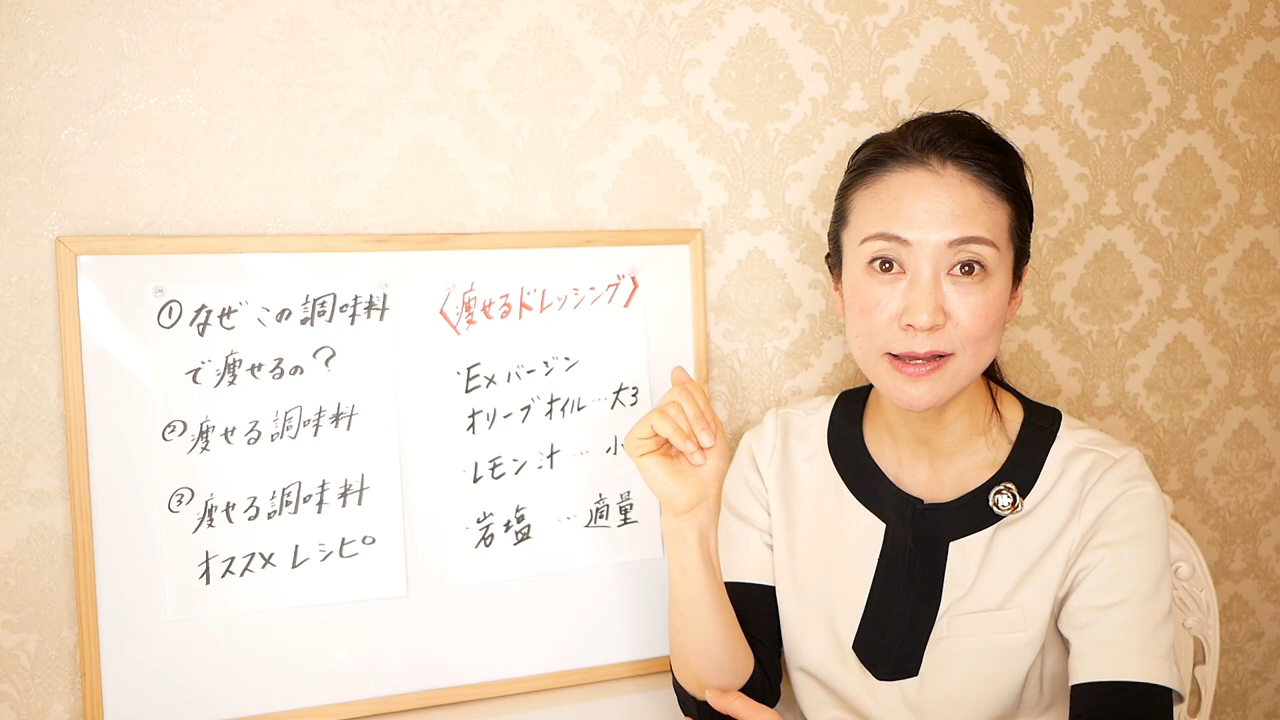 ①なぜこの調味料
で痩せるの?
②痩せる調味料
③痩せる調味料
オススメレシピ
〈痩せるドレッシング〉
・Exバージン
オリーブオイル…大3
・レモン汁…小
・岩塩…適量